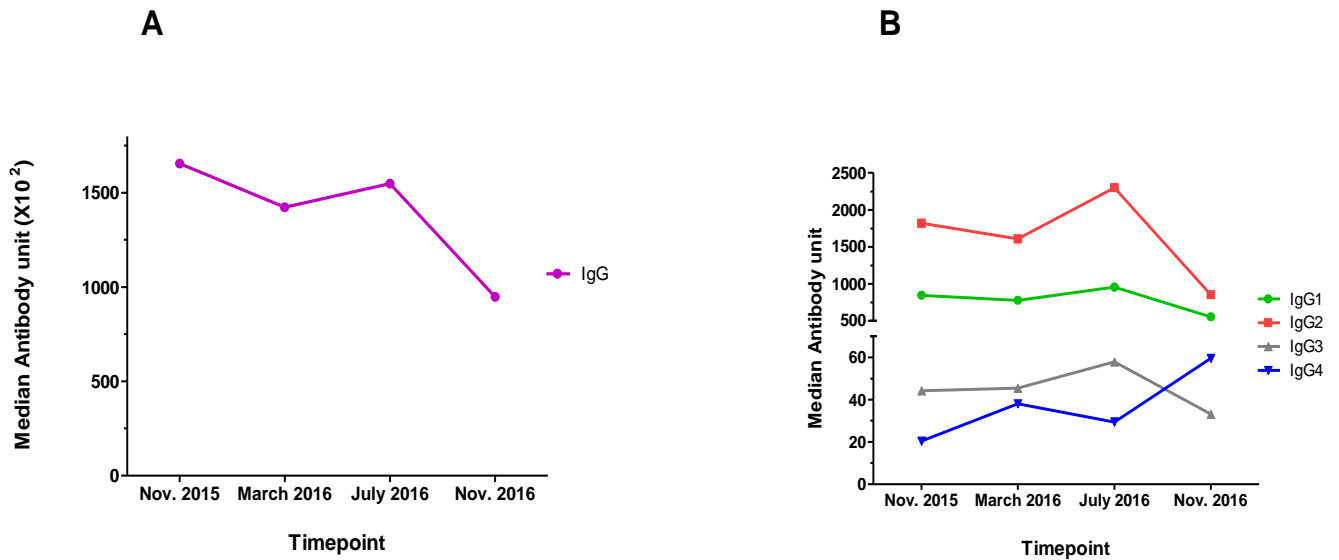 A
Median Antibody unit (X10²)
1500
1000
500
0
Nov. 2015 March 2016 July 2016 Nov. 2016
Timepoint
IgG
B
Median Antibody unit
2500
2000
1500
1000
500
60
40
20
0
Nov. 2015 March 2016 July 2016 Nov. 2016
Timepoint
IgG1
IgG2
IgG3
IgG4